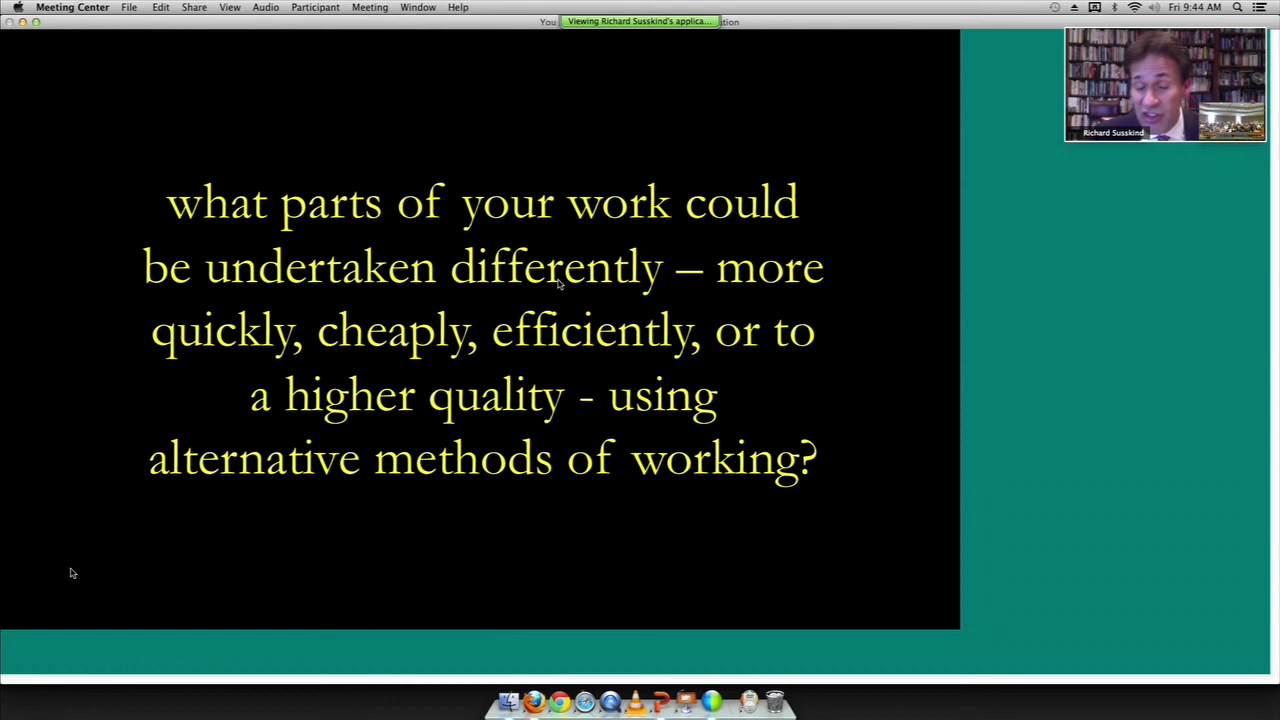 Meeting Center File Edit Share View Audio Participant Meeting Window Help Fri 9:44 AM
You Viewing Richard Susskind's applica... tion
Richard Susskind
what parts of your work could
be undertaken differently – more
quickly, cheaply, efficiently, or to
a higher quality - using
alternative methods of working?